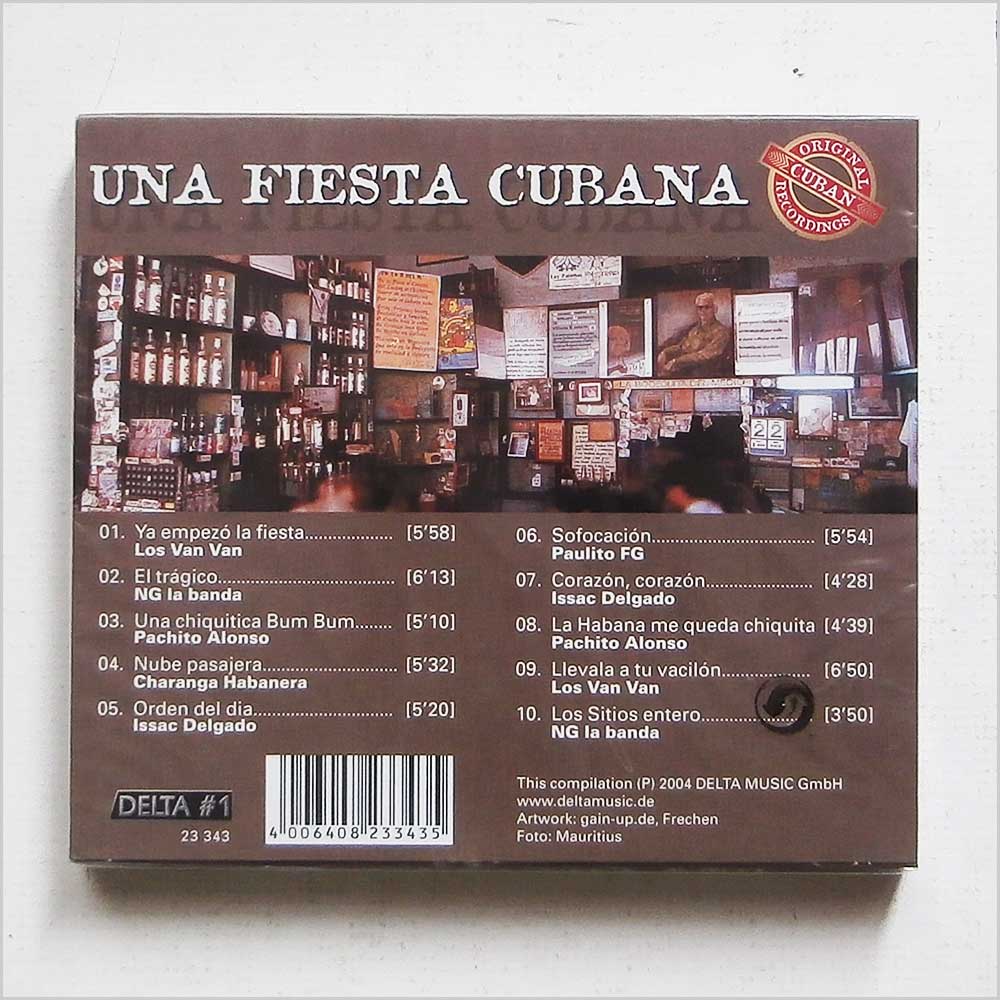 UNA FIESTA CUBANA
ORIGINAL
CUBAN
RECORDINGS
LA BODEGUITA DEL MEDIO
22
01. Ya empezó la fiesta.................. [5'58]
Los Van Van
02. El trágico.................................... [6'13]
NG la banda
03. Una chiquitica Bum Bum....... [5'10]
Pachito Alonso
04. Nube pasajera........................... [5'32]
Charanga Habanera
05. Orden del dia............................ [5'20]
Issac Delgado
06. Sofocación................................. [5'54]
Paulito FG
07. Corazón, corazón...................... [4'28]
Issac Delgado
08. La Habana me queda chiquita [4'39]
Pachito Alonso
09. Llevala a tu vacilón.................. [6'50]
Los Van Van
10. Los Sitios entero...................... [3'50]
NG la banda
DELTA #1
23 343
4 006408 233435
This compilation (P) 2004 DELTA MUSIC GmbH
www.deltamusic.de
Artwork: gain-up.de, Frechen
Foto: Mauritius